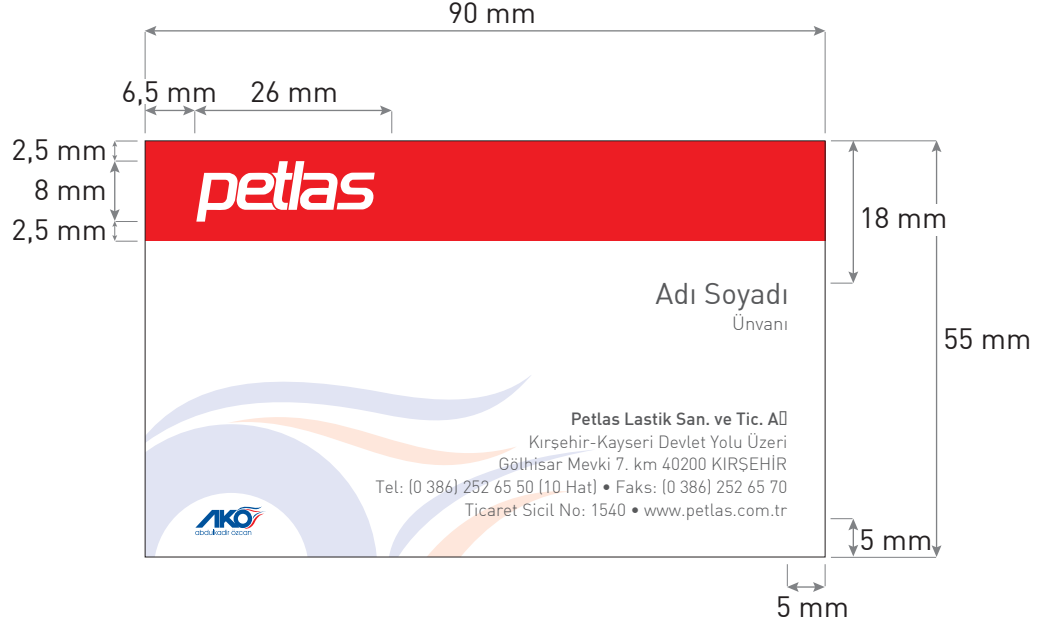 90 mm
6,5 mm
26 mm
2,5 mm
8 mm
2,5 mm
petlas
18 mm
Adı Soyadı
Ünvanı
55 mm
Petlas Lastik San. ve Tic. A▯
Kırşehir-Kayseri Devlet Yolu Üzeri
Gölhisar Mevki 7. km 40200 KIRŞEHİR
Tel: (0 386) 252 65 50 (10 Hat) • Faks: (0 386) 252 65 70
Ticaret Sicil No: 1540 • www.petlas.com.tr
AKO
abdulkadir özcan
5 mm
5 mm